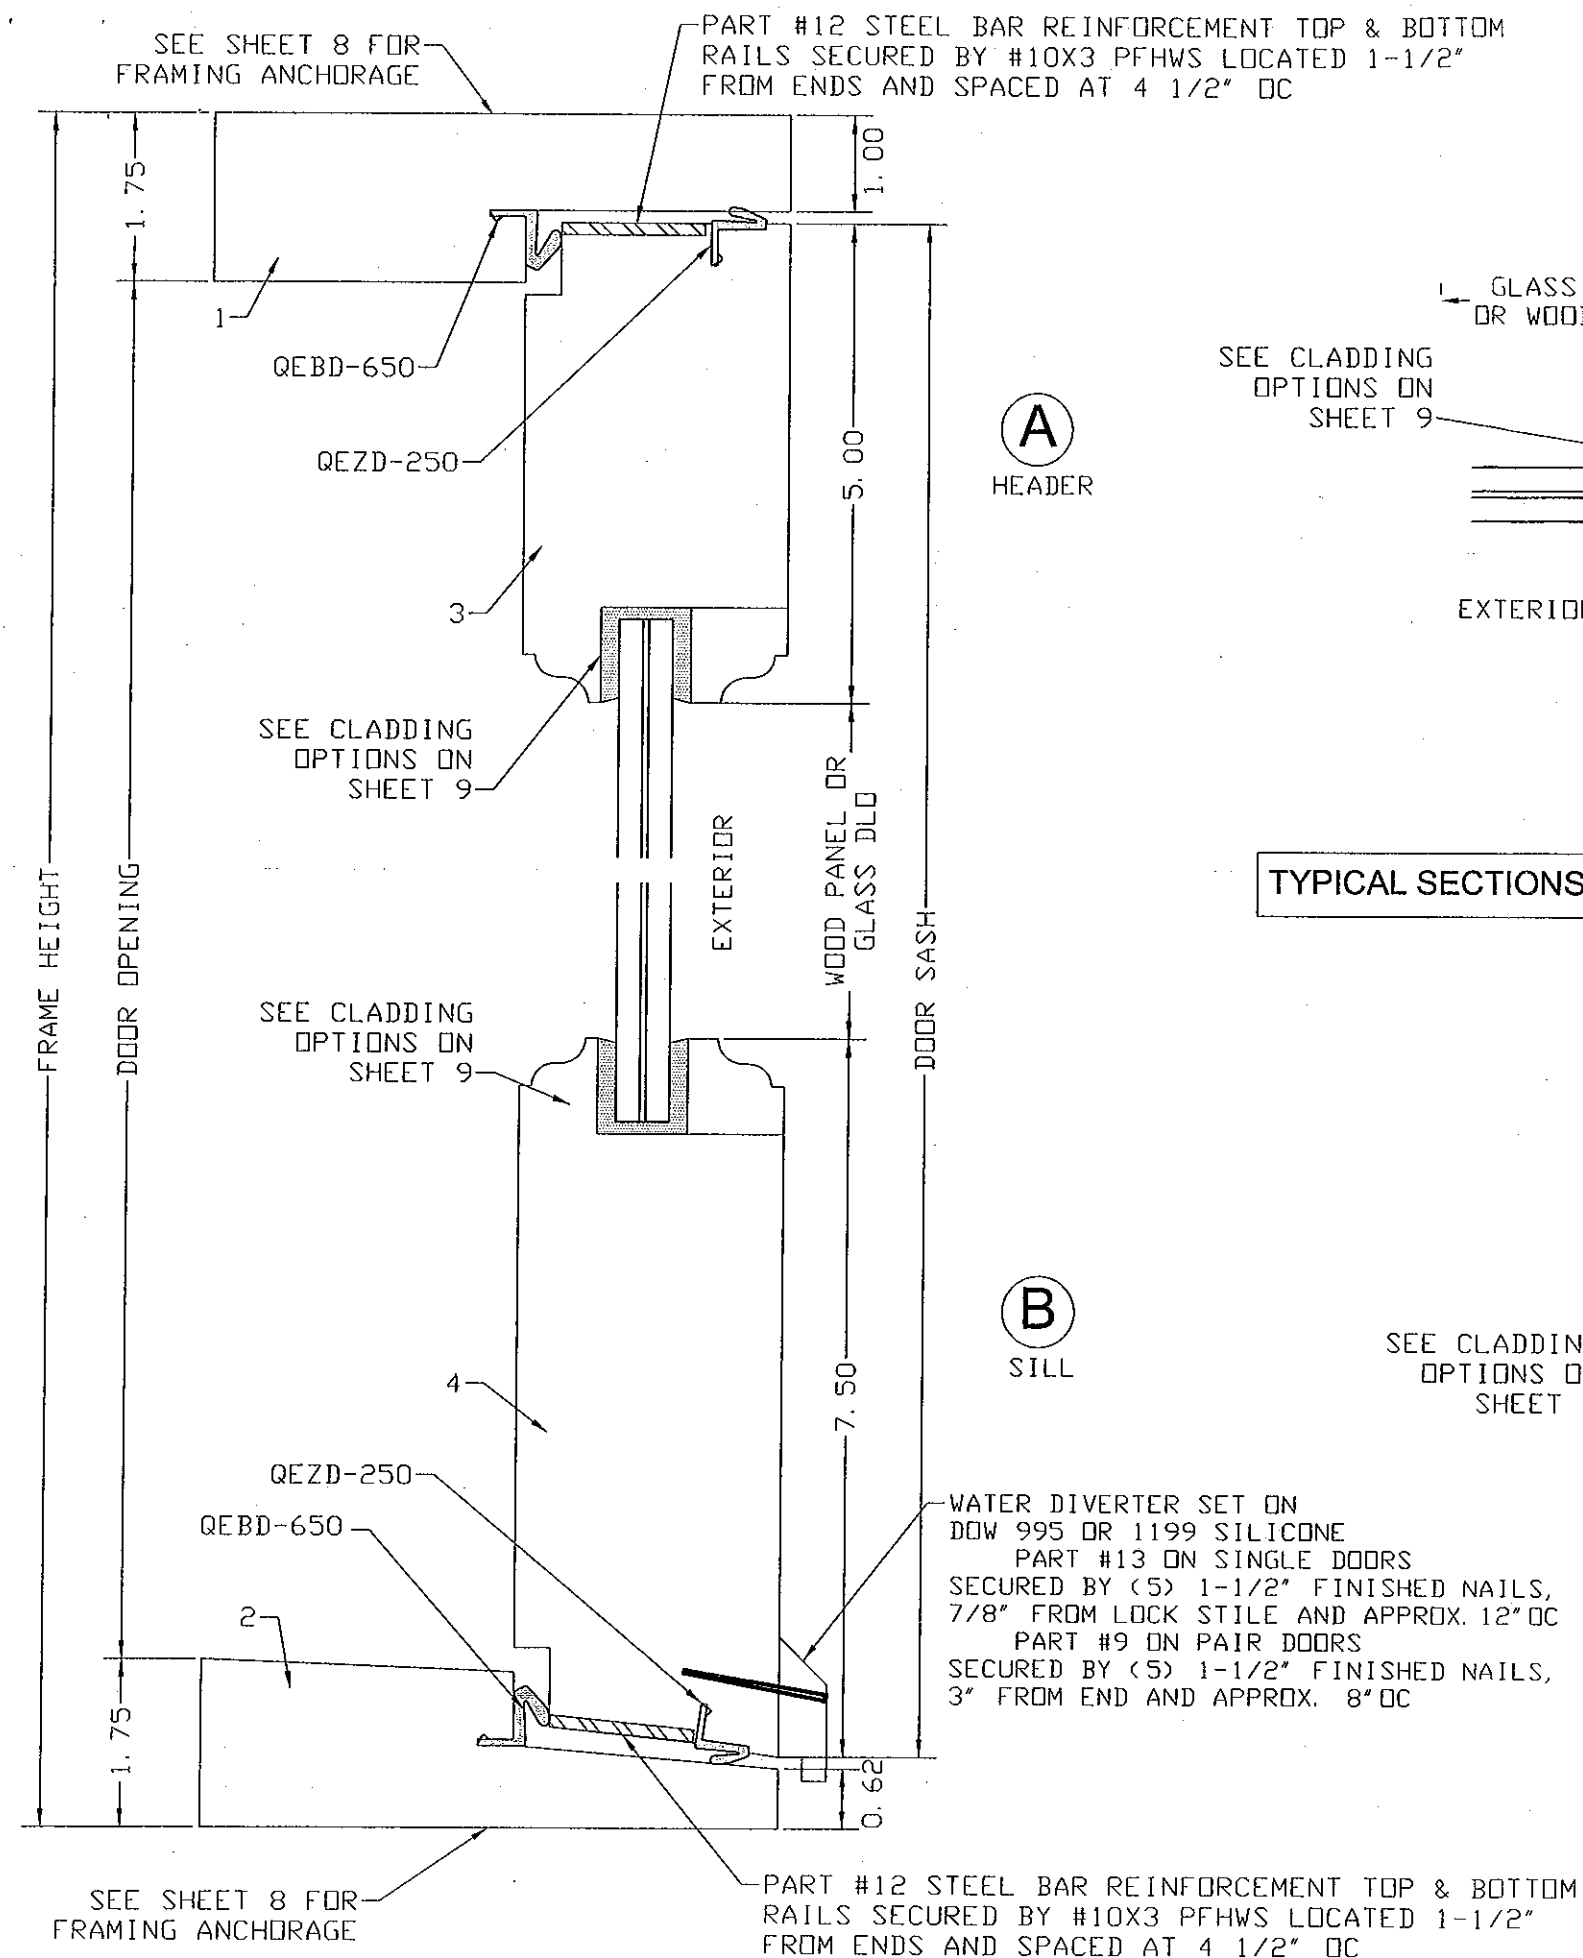 SEE SHEET 8 FOR
FRAMING ANCHORAGE
PART #12 STEEL BAR REINFORCEMENT TOP & BOTTOM
RAILS SECURED BY #10X3 PFHWS LOCATED 1-1/2"
FROM ENDS AND SPACED AT 4 1/2" OC
1.75
1.00
1
QEBD-650
QEZD-250
5.00
A
HEADER
GLASS
OR WOOD
SEE CLADDING
OPTIONS ON
SHEET 9
EXTERIOR
3
SEE CLADDING
OPTIONS ON
SHEET 9
FRAME HEIGHT
DOOR OPENING
EXTERIOR
WOOD PANEL OR
GLASS DLO
DOOR SASH
TYPICAL SECTIONS
SEE CLADDING
OPTIONS ON
SHEET 9
B
SILL
4
7.50
SEE CLADDIN
OPTIONS O
SHEET
QEZD-250
QEBD-650
2
WATER DIVERTER SET ON
DOW 995 OR 1199 SILICONE
PART #13 ON SINGLE DOORS
SECURED BY (5) 1-1/2" FINISHED NAILS,
7/8" FROM LOCK STILE AND APPROX. 12" OC
PART #9 ON PAIR DOORS
SECURED BY (5) 1-1/2" FINISHED NAILS,
3" FROM END AND APPROX. 8" OC
1.75
0.62
SEE SHEET 8 FOR
FRAMING ANCHORAGE
PART #12 STEEL BAR REINFORCEMENT TOP & BOTTOM
RAILS SECURED BY #10X3 PFHWS LOCATED 1-1/2"
FROM ENDS AND SPACED AT 4 1/2" OC